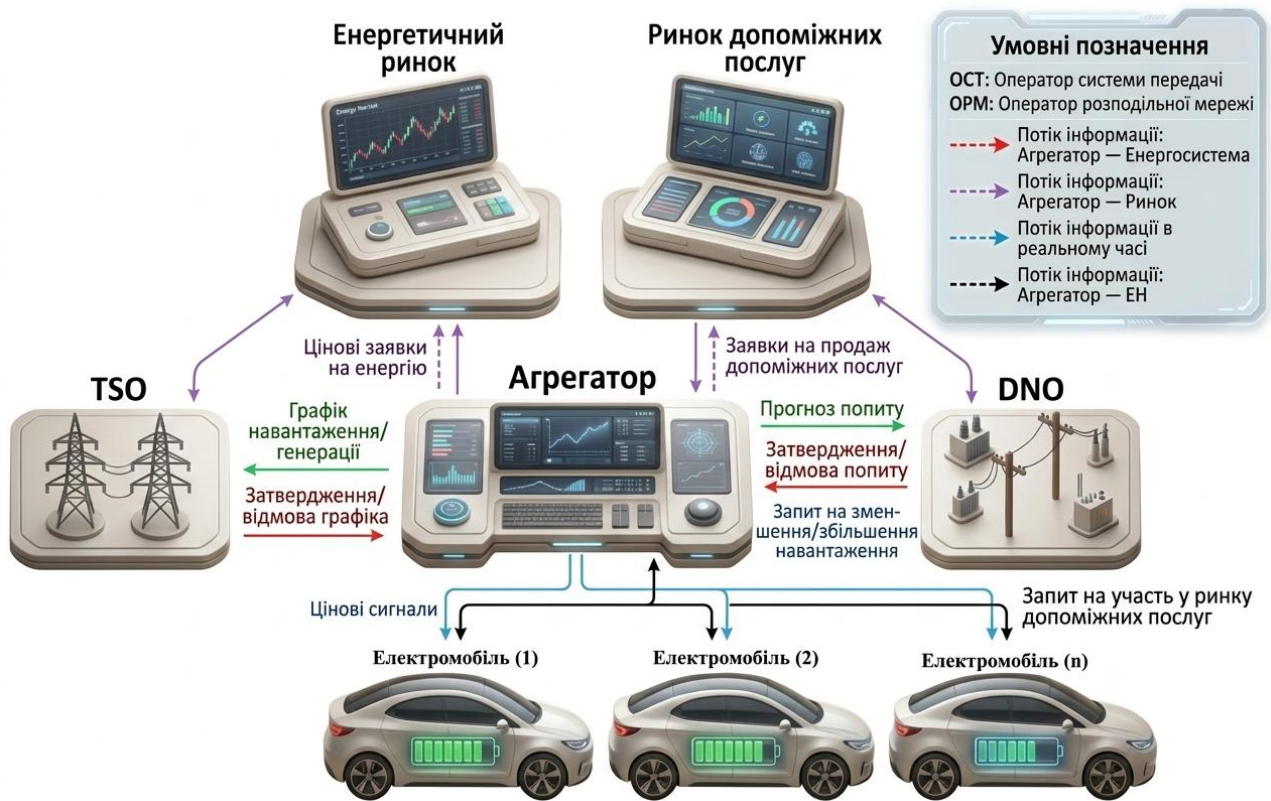 Енергетичний
ринок
Ринок допоміжних
послуг
Energy Market
Умовні позначення
ОСТ: Оператор системи передачі
ОРМ: Оператор розподільної мережі
Потік інформації:
Агрегатор — Енергосистема
Потік інформації:
Агрегатор — Ринок
Потік інформації в
реальному часі
Потік інформації:
Агрегатор — ЕН
Цінові заявки
на енергію
Заявки на продаж
допоміжних послуг
TSO
Агрегатор
DNO
Графік
навантаження/
генерації
Затвердження/
відмова графіка
Прогноз попиту
Затвердження/
відмова попиту
Запит на змен-
шення/збільшення
навантаження
Цінові сигнали
Запит на участь у ринку
допоміжних послуг
Електромобіль (1)
Електромобіль (2)
Електромобіль (n)